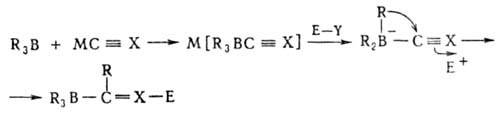 R₃B + MC≡X ⟶ M[R₃BC≡X] E—Y ⟶ R₂B⁻(R)—C≡X E⁺ ⟶
⟶ R₃B—C(R)=X—E